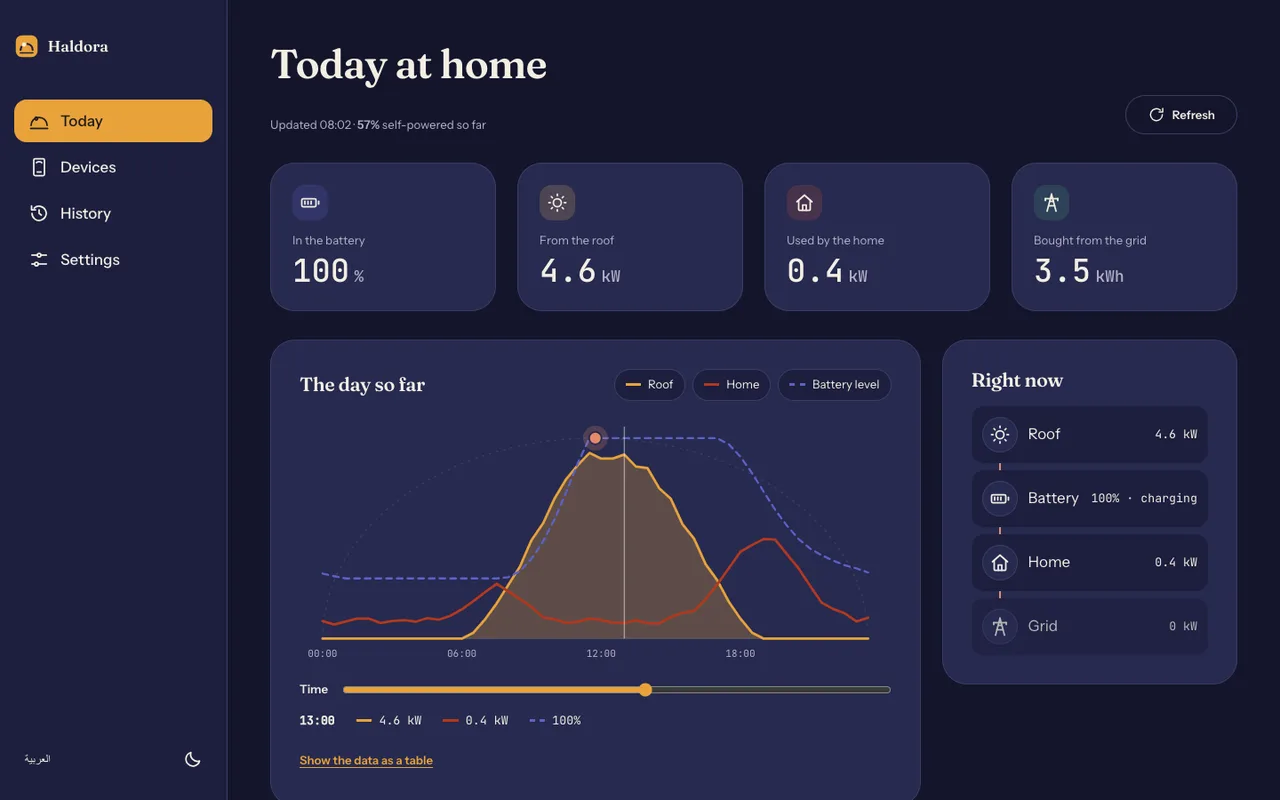 Haldora
Today
Devices
History
Settings
العربية
Today at home
Updated 08:02 · 57% self-powered so far
Refresh
In the battery
100 %
From the roof
4.6 kW
Used by the home
0.4 kW
Bought from the grid
3.5 kWh
The day so far
Roof
Home
Battery level
00:00 06:00 12:00 18:00
Time
13:00 4.6 kW 0.4 kW 100%
Show the data as a table
Right now
Roof 4.6 kW
Battery 100% · charging
Home 0.4 kW
Grid 0 kW